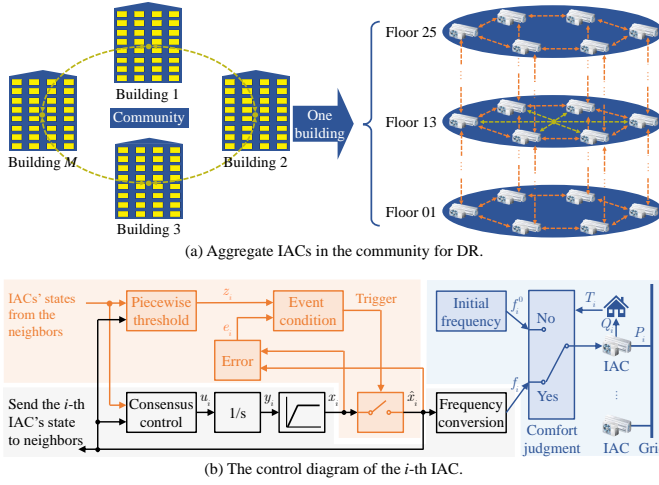 Building 1
Community
Building M
Building 2
Building 3
One
building
Floor 25
Floor 13
Floor 01
(a) Aggregate IACs in the community for DR.
IACs' states
from the
neighbors
Piecewise
threshold
z_i
e_i
Event
condition
Trigger
Error
Send the i-th
IAC's state
to neighbors
Consensus
control
u_i
1/s
y_i
x_i
x̂_i
Frequency
conversion
Initial
frequency
f_i^0
f_i
No
Yes
Comfort
judgment
T_i
Q_i
P_i
IAC
IAC
Gri
(b) The control diagram of the i-th IAC.